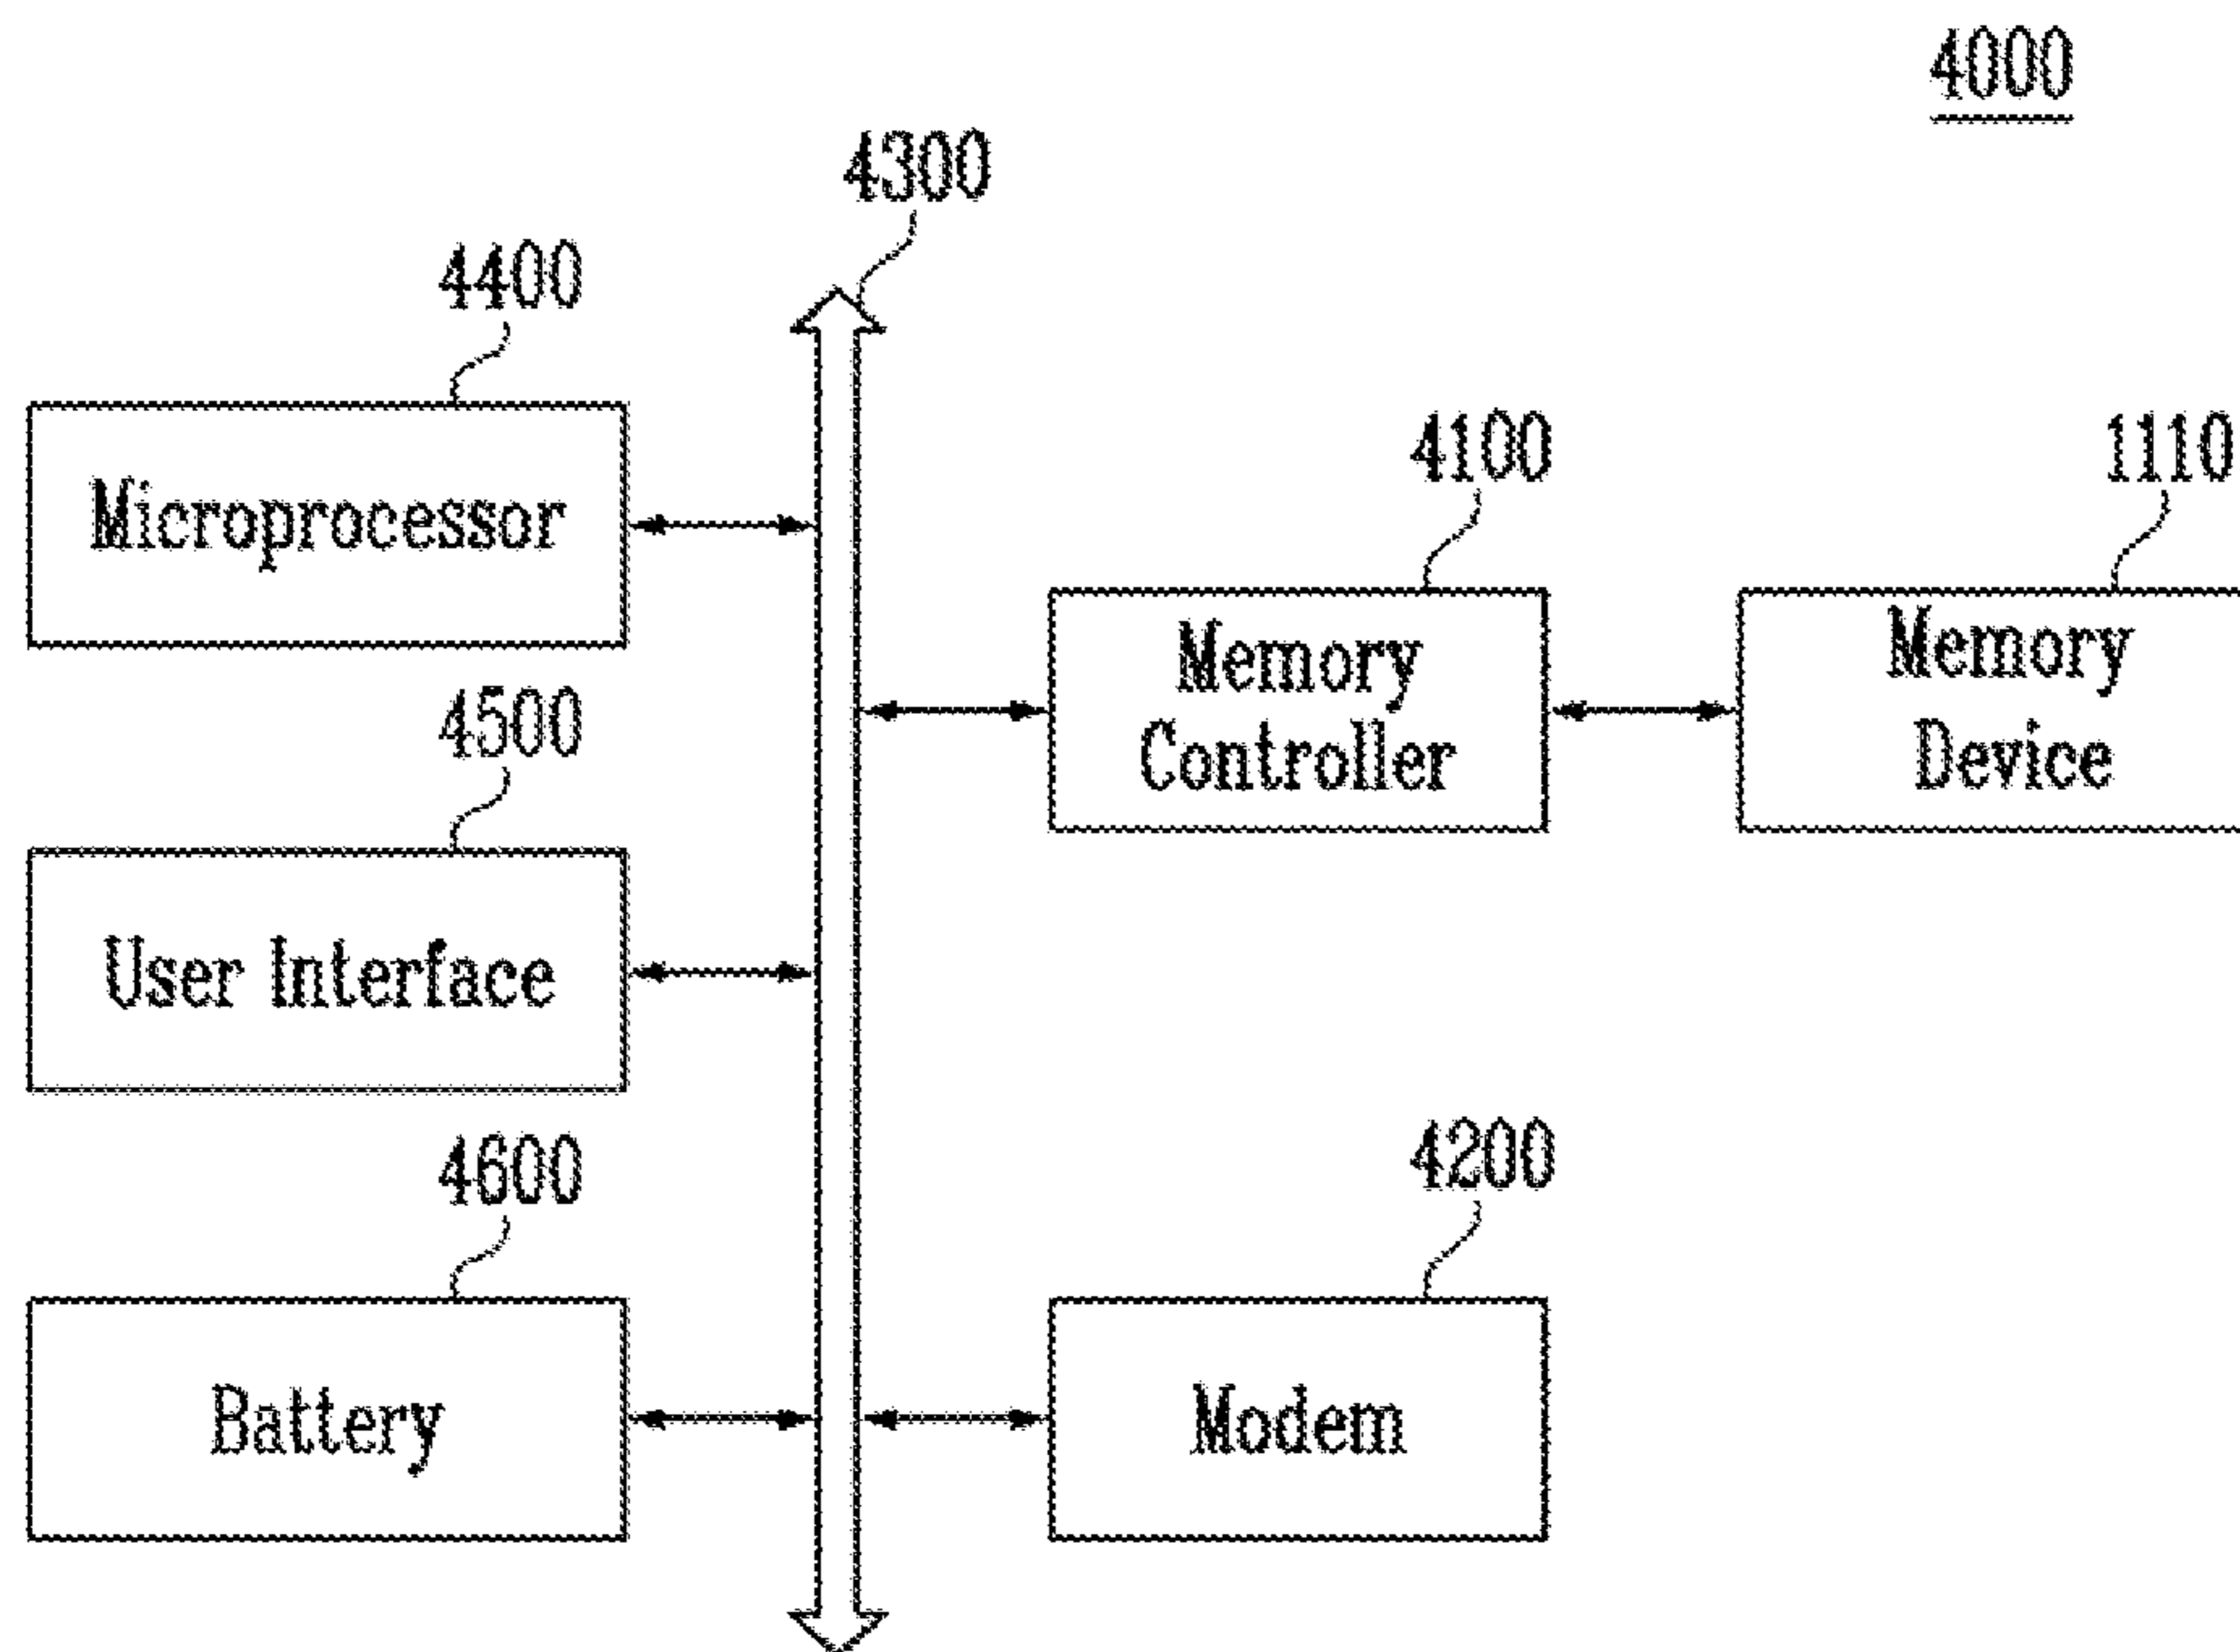 4000
4300
4400
Microprocessor
4100
1110
Memory
Controller
Memory
Device
4500
User Interface
4600
4200
Battery
Modem